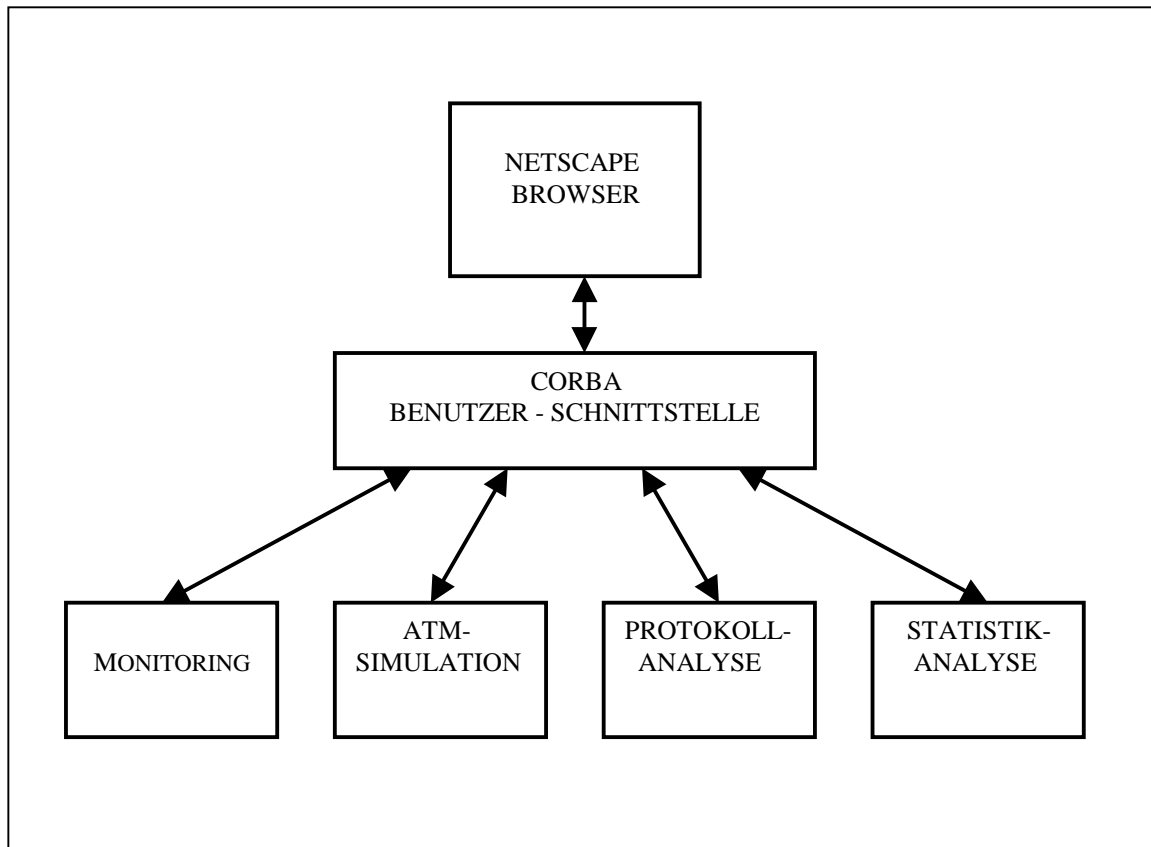 NETSCAPE
BROWSER
CORBA
BENUTZER - SCHNITTSTELLE
MONITORING
ATM-
SIMULATION
PROTOKOLL-
ANALYSE
STATISTIK-
ANALYSE